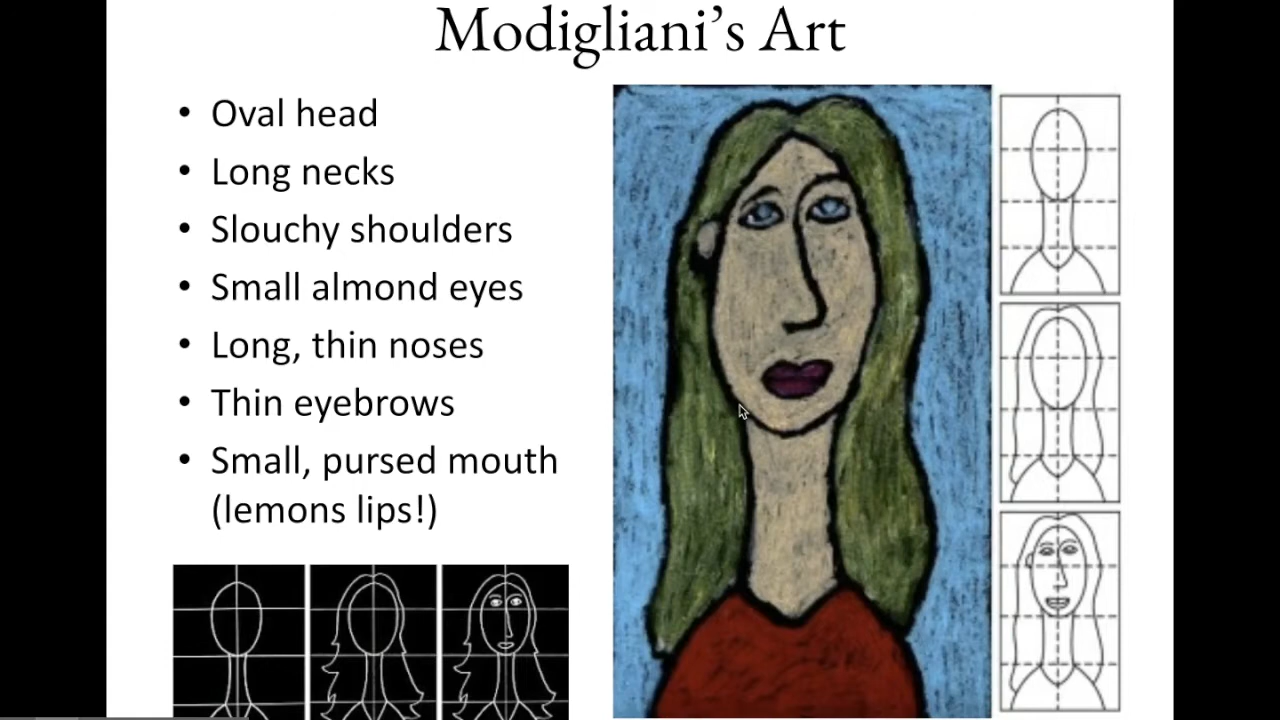 Modigliani’s Art
• Oval head
• Long necks
• Slouchy shoulders
• Small almond eyes
• Long, thin noses
• Thin eyebrows
• Small, pursed mouth
(lemons lips!)